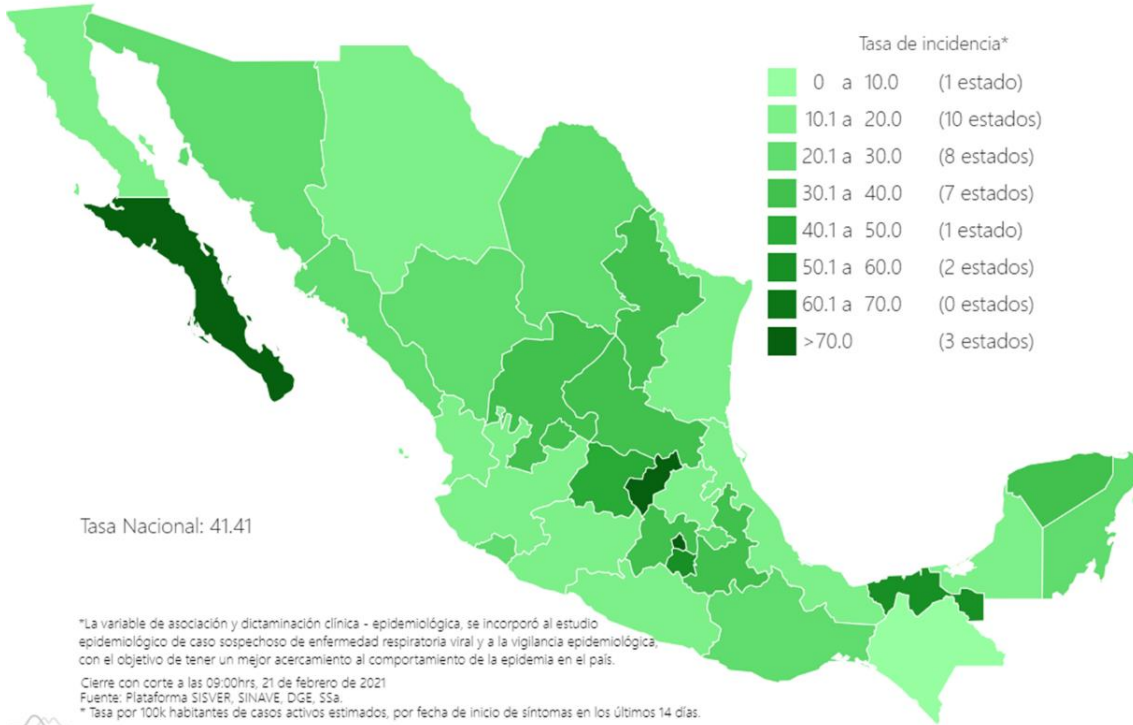 Tasa de incidencia*
0 a 10.0 (1 estado)
10.1 a 20.0 (10 estados)
20.1 a 30.0 (8 estados)
30.1 a 40.0 (7 estados)
40.1 a 50.0 (1 estado)
50.1 a 60.0 (2 estados)
60.1 a 70.0 (0 estados)
>70.0 (3 estados)
Tasa Nacional: 41.41
*La variable de asociación y dictaminación clínica - epidemiológica, se incorporó al estudio
epidemiológico de caso sospechoso de enfermedad respiratoria viral y a la vigilancia epidemiológica,
con el objetivo de tener un mejor acercamiento al comportamiento de la epidemia en el país.
Cierre con corte a las 09:00hrs, 21 de febrero de 2021
Fuente: Plataforma SISVER, SINAVE, DGE, SSa.
* Tasa por 100k habitantes de casos activos estimados, por fecha de inicio de síntomas en los últimos 14 días.